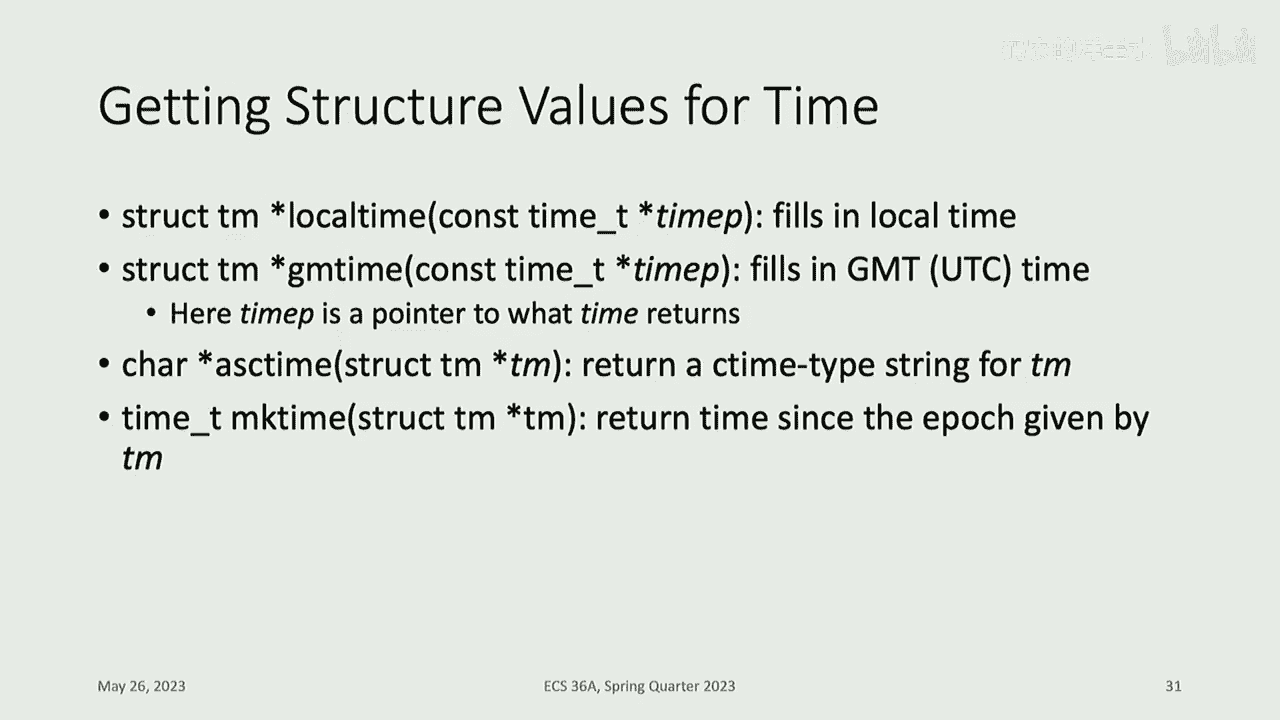 Getting Structure Values for Time
• struct tm *localtime(const time_t *timep): fills in local time
• struct tm *gmtime(const time_t *timep): fills in GMT (UTC) time
• Here timep is a pointer to what time returns
• char *asctime(struct tm *tm): return a ctime-type string for tm
• time_t mktime(struct tm *tm): return time since the epoch given by
tm
May 26, 2023
ECS 36A, Spring Quarter 2023
31